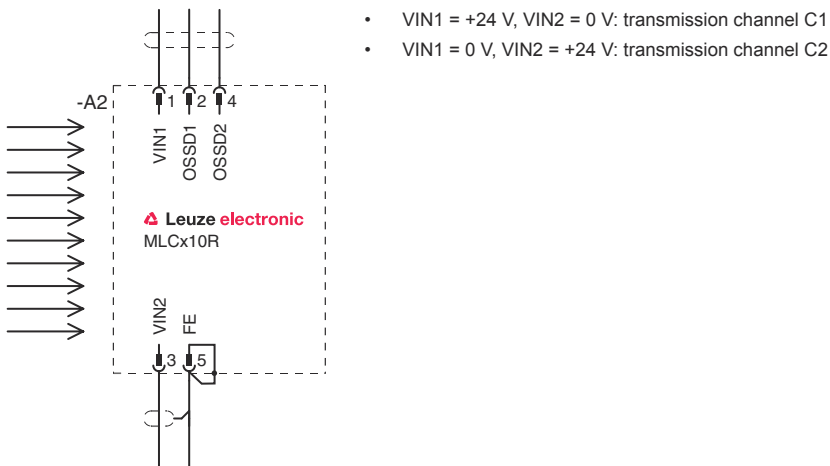 • VIN1 = +24 V, VIN2 = 0 V: transmission channel C1
• VIN1 = 0 V, VIN2 = +24 V: transmission channel C2
-A2
1 2 4
VIN1
OSSD1
OSSD2
Leuze electronic
MLCx10R
VIN2
FE
3 5